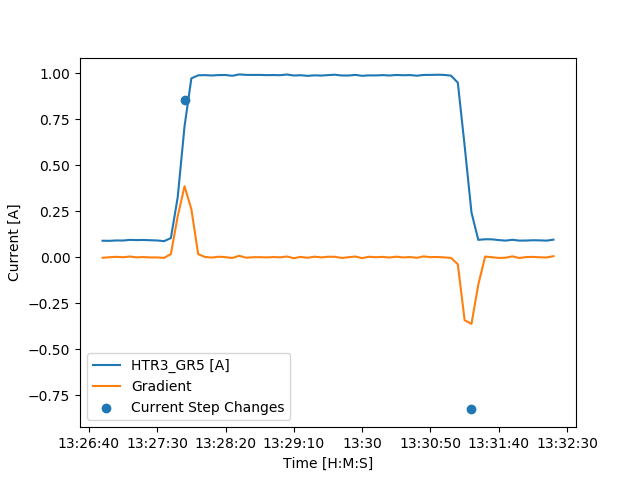 1.00
0.75
0.50
0.25
0.00
−0.25
−0.50
−0.75
Current [A]
HTR3_GR5 [A]
Gradient
Current Step Changes
13:26:40 13:27:30 13:28:20 13:29:10 13:30 13:30:50 13:31:40 13:32:30
Time [H:M:S]